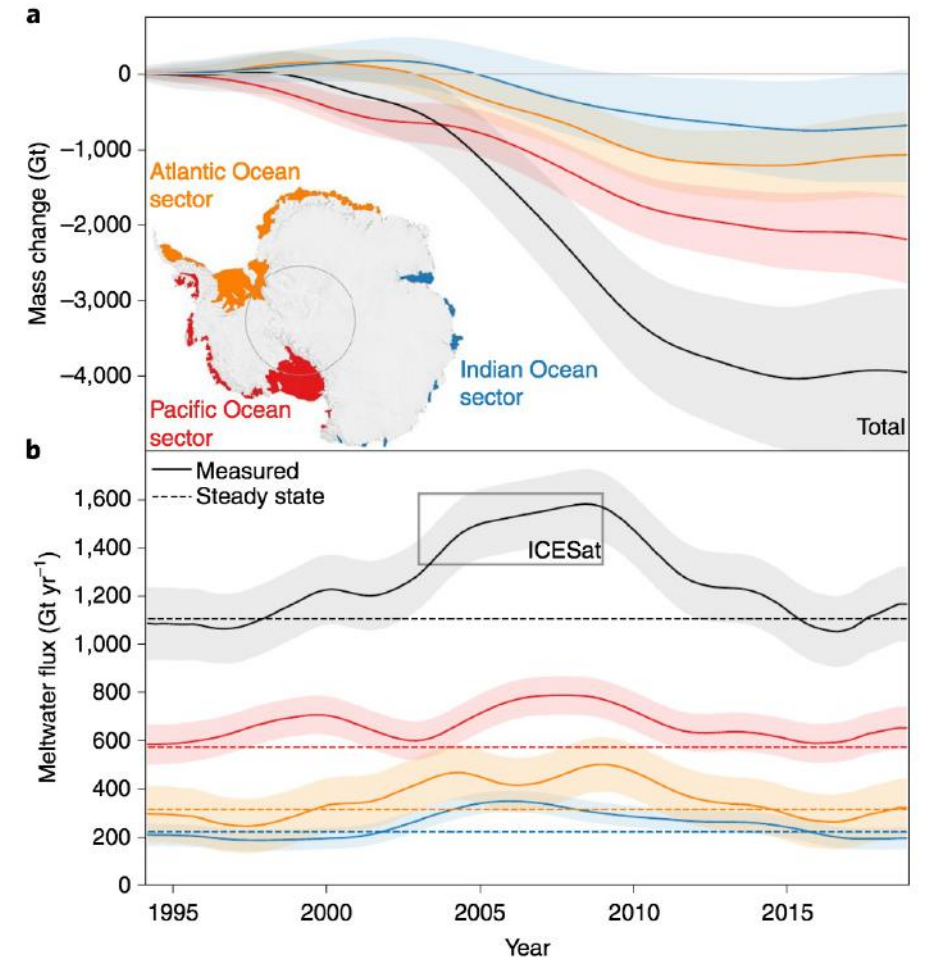 a
0
−1,000
−2,000
−3,000
−4,000
Mass change (Gt)
Atlantic Ocean
sector
Indian Ocean
sector
Pacific Ocean
sector
Total
b
Measured
Steady state
ICESat
1,600
1,400
1,200
1,000
800
600
400
200
0
Meltwater flux (Gt yr⁻¹)
1995 2000 2005 2010 2015
Year